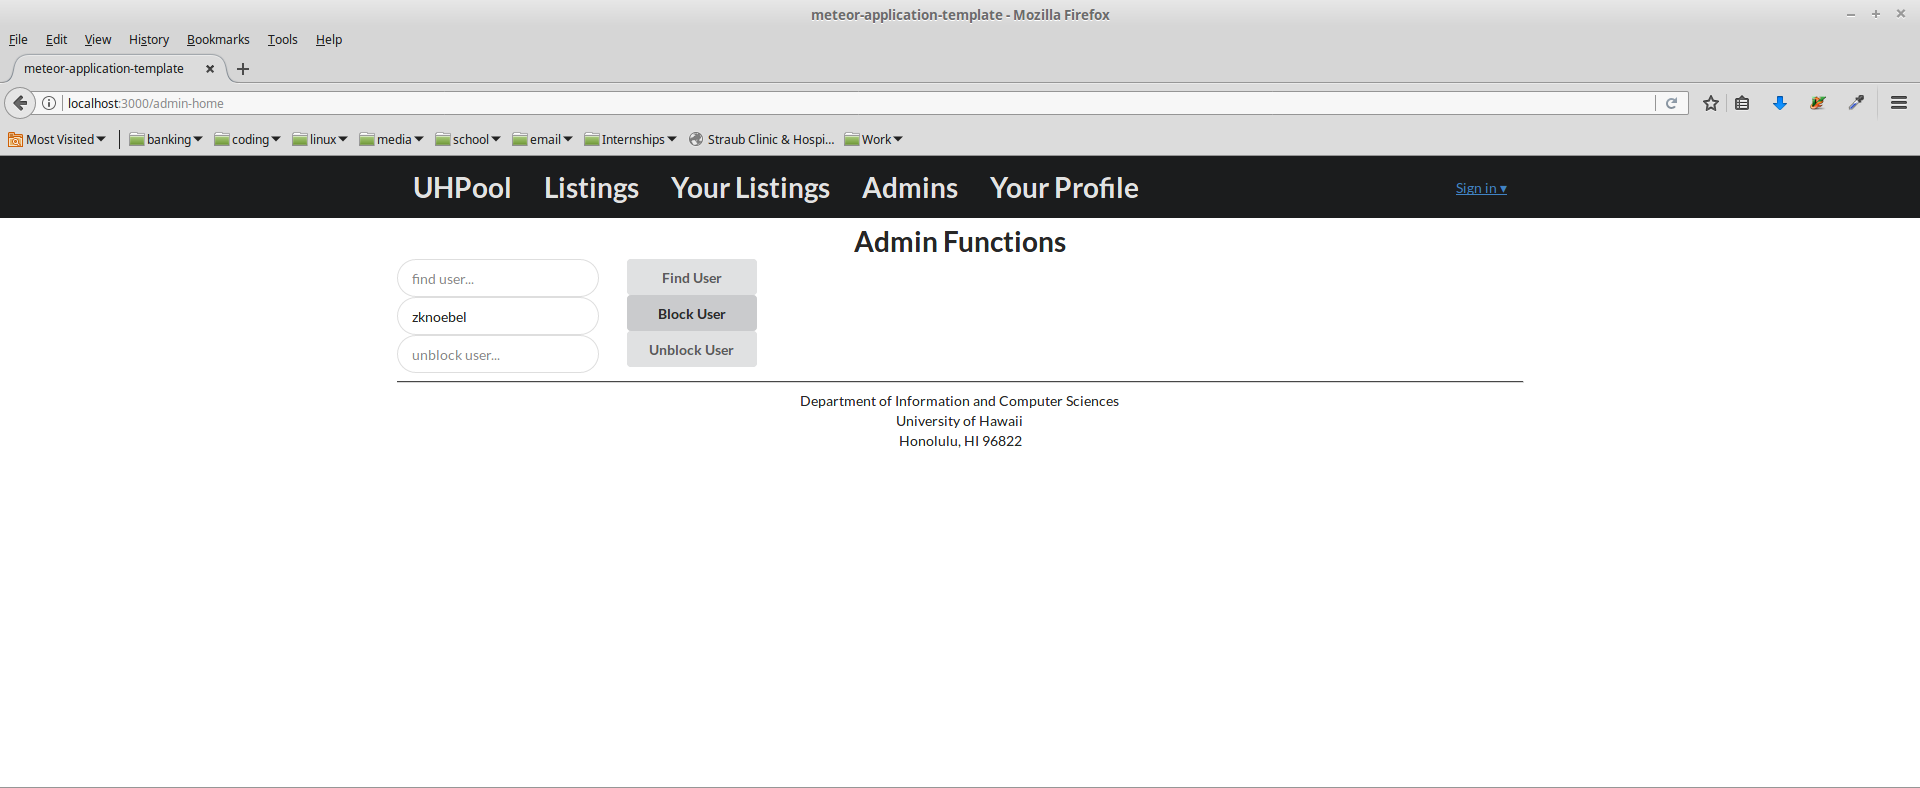 meteor-application-template - Mozilla Firefox
File Edit View History Bookmarks Tools Help
meteor-application-template
localhost:3000/admin-home
Most Visited banking coding linux media school email Internships Straub Clinic & Hospi... Work
UHPool Listings Your Listings Admins Your Profile Sign in ▾
Admin Functions
find user... Find User
zknoebel Block User
unblock user... Unblock User
Department of Information and Computer Sciences
University of Hawaii
Honolulu, HI 96822